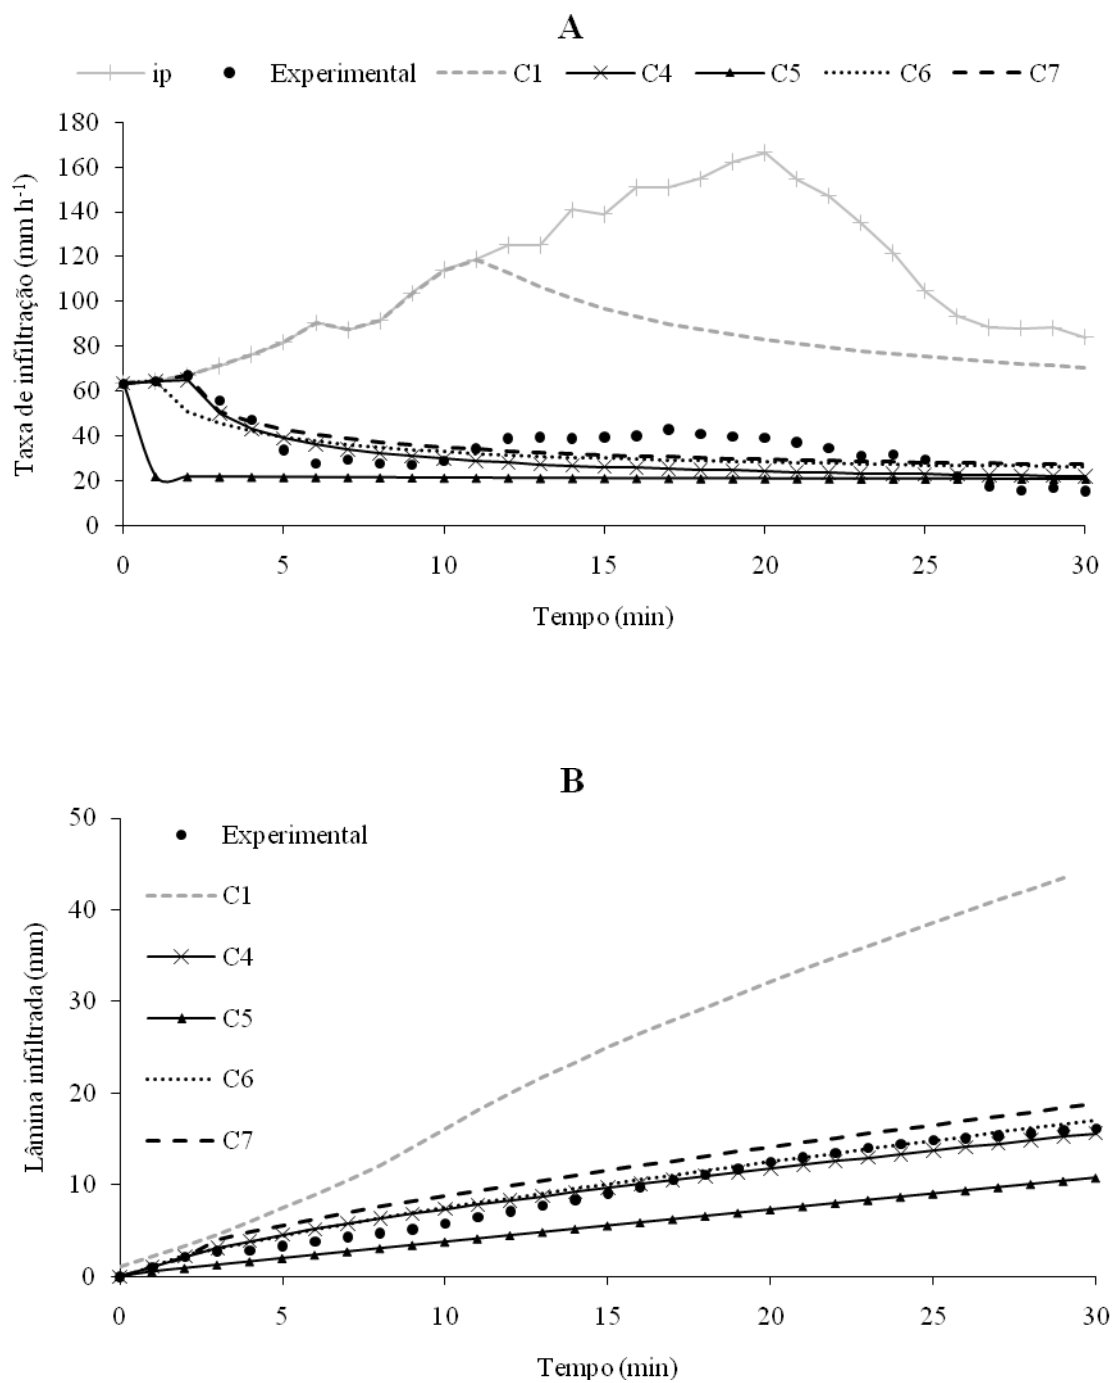 A
ip Experimental C1 C4 C5 C6 C7
180
160
140
120
100
80
60
40
20
0
Taxa de infiltração (mm h⁻¹)
0 5 10 15 20 25 30
Tempo (min)
B
50
40
30
20
10
0
Lâmina infiltrada (mm)
Experimental
C1
C4
C5
C6
C7
0 5 10 15 20 25 30
Tempo (min)